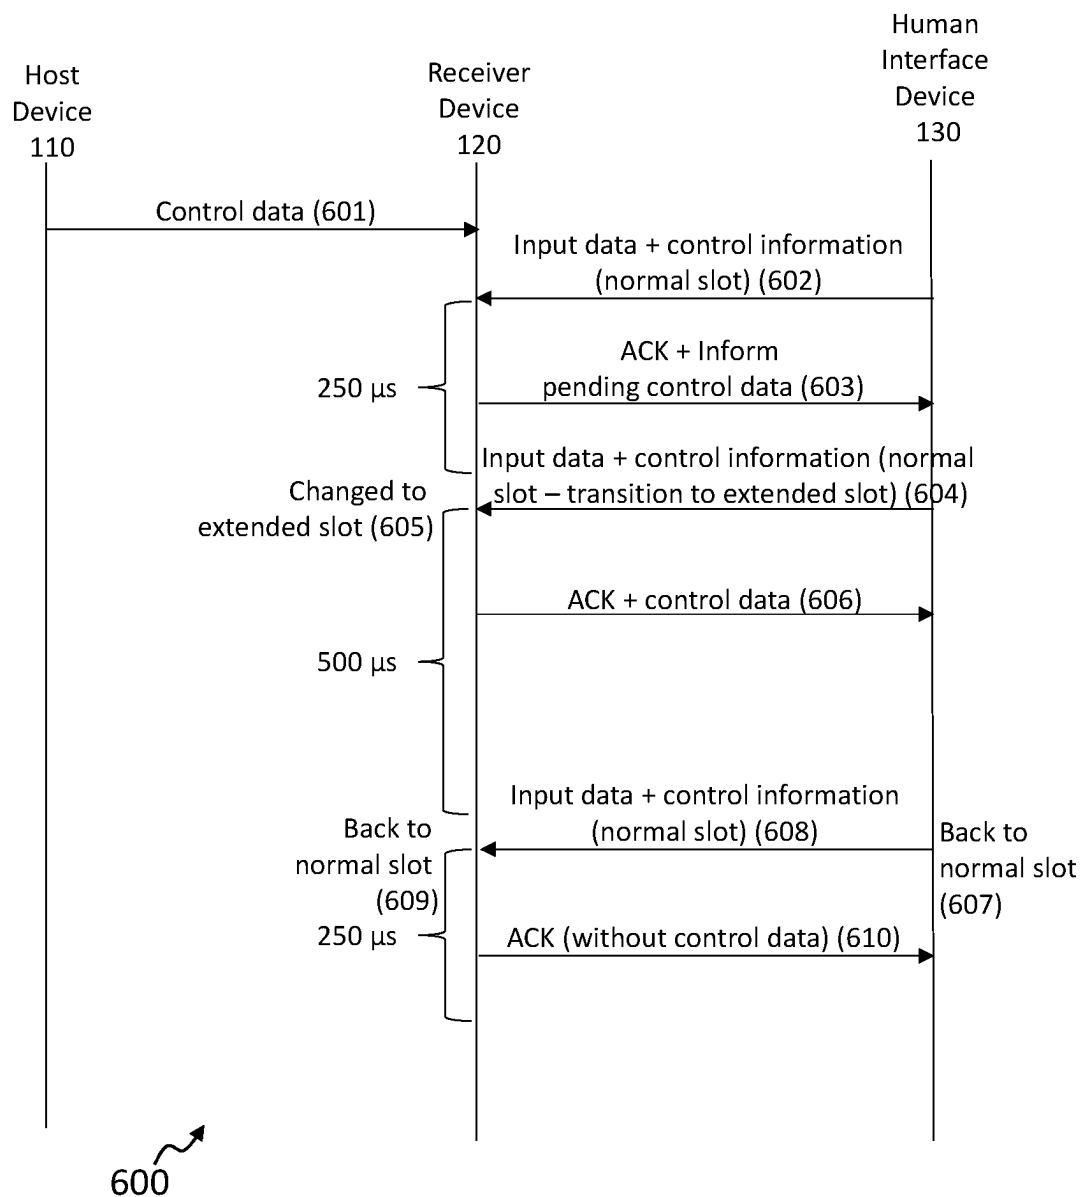 Host
Device
110
Receiver
Device
120
Human
Interface
Device
130
Control data (601)
Input data + control information
(normal slot) (602)
250 µs
ACK + Inform
pending control data (603)
Input data + control information (normal
slot – transition to extended slot) (604)
Changed to
extended slot (605)
ACK + control data (606)
500 µs
Input data + control information
(normal slot) (608)
Back to
normal slot
(609)
Back to
normal slot
(607)
250 µs
ACK (without control data) (610)
600